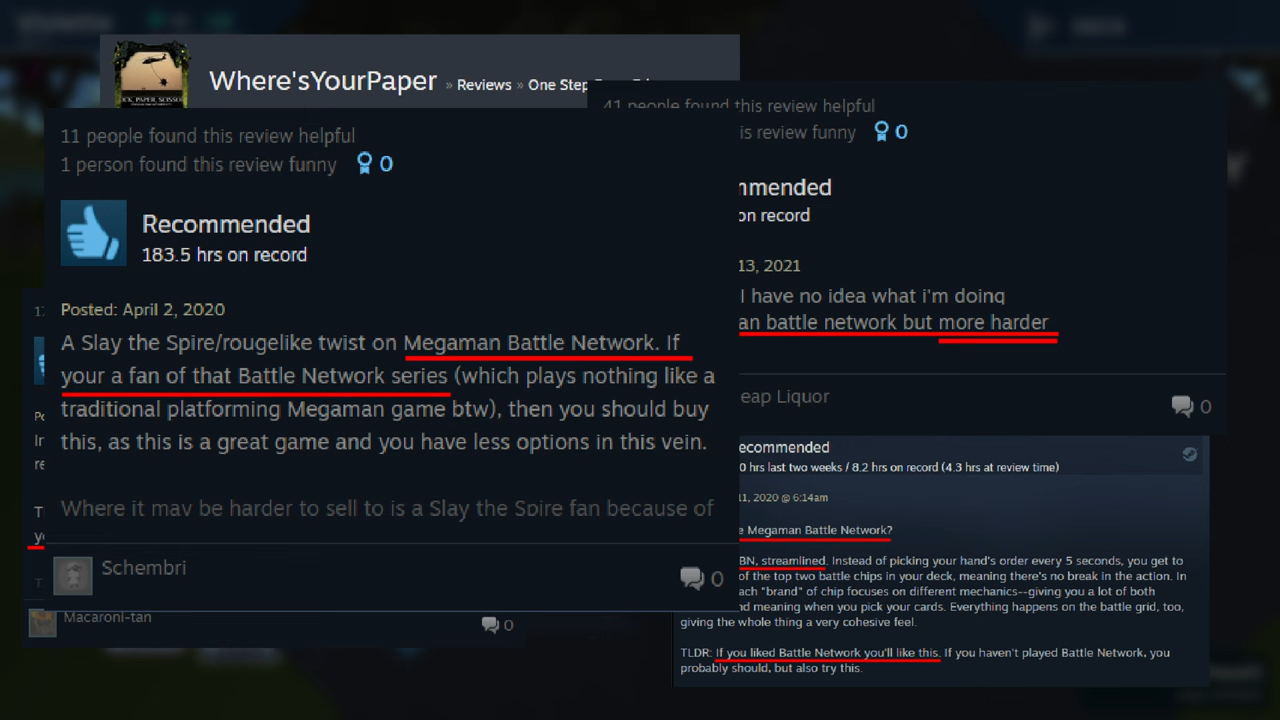 Where'sYourPaper » Reviews » One Step
11 people found this review helpful
1 person found this review funny 0
Recommended
183.5 hrs on record
Posted: April 2, 2020
A Slay the Spire/rougelike twist on Megaman Battle Network. If
your a fan of that Battle Network series (which plays nothing like a
traditional platforming Megaman game btw), then you should buy
this, as this is a great game and you have less options in this vein.
Where it may be harder to sell to is a Slay the Spire fan because of
Schembri
0
Macaroni-tan
0
41 people found this review helpful
is review funny 0
mmended
on record
13, 2021
I have no idea what i'm doing
an battle network but more harder
eap Liquor
0
ecommended
0 hrs last two weeks / 8.2 hrs on record (4.3 hrs at review time)
11, 2020 @ 6:14am
e Megaman Battle Network?
BN, streamlined. Instead of picking your hand's order every 5 seconds, you get to
of the top two battle chips in your deck, meaning there's no break in the action. In
ach "brand" of chip focuses on different mechanics--giving you a lot of both
nd meaning when you pick your cards. Everything happens on the battle grid, too,
giving the whole thing a very cohesive feel.
TLDR: If you liked Battle Network you'll like this. If you haven't played Battle Network, you
probably should, but also try this.